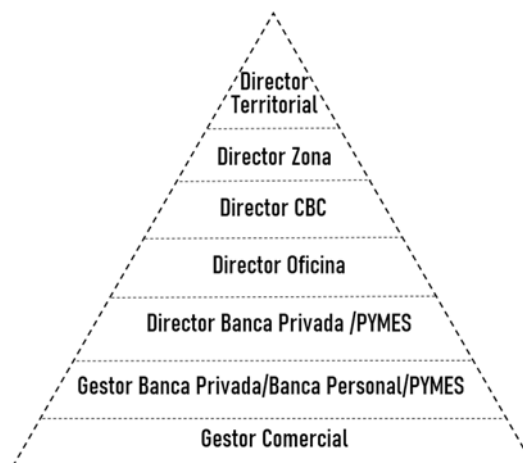 Director
Territorial
Director Zona
Director CBC
Director Oficina
Director Banca Privada /PYMES
Gestor Banca Privada/Banca Personal/PYMES
Gestor Comercial